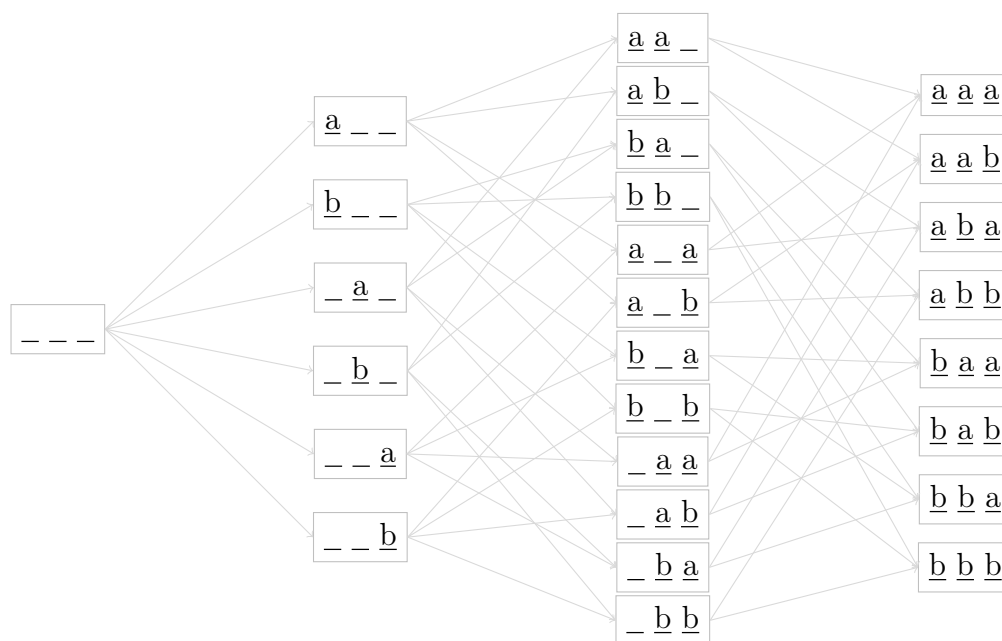 _ _ _
a _ _
b _ _
_ a _
_ b _
_ _ a
_ _ b
a a _
a b _
b a _
b b _
a _ a
a _ b
b _ a
b _ b
_ a a
_ a b
_ b a
_ b b
a a a
a a b
a b a
a b b
b a a
b a b
b b a
b b b